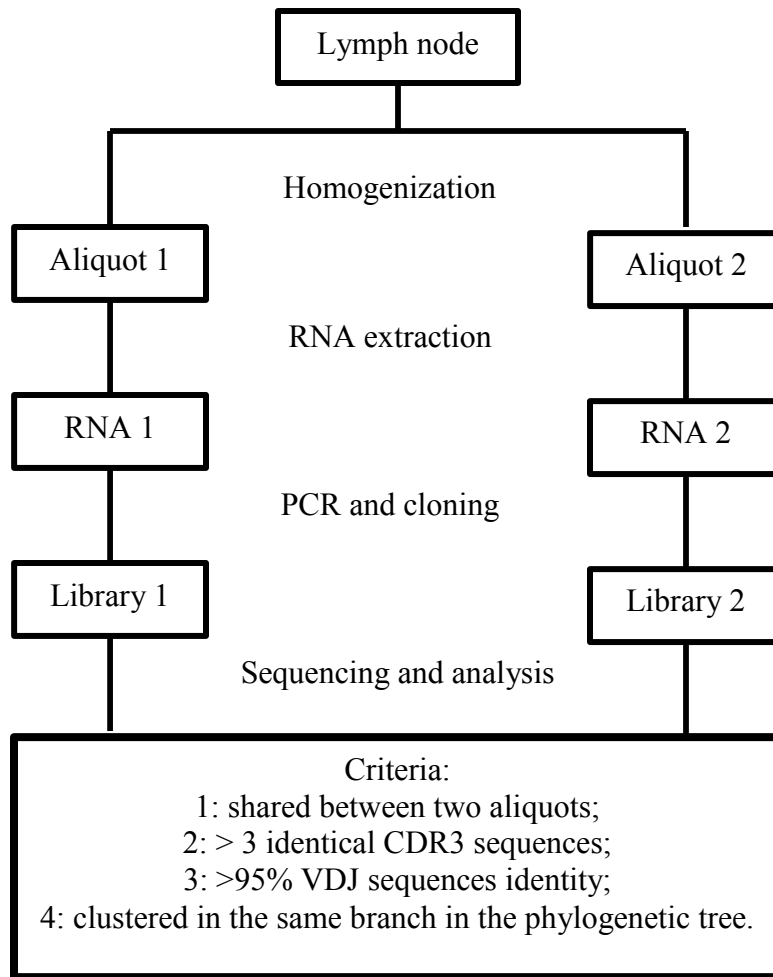 Lymph node
Homogenization
Aliquot 1
Aliquot 2
RNA extraction
RNA 1
RNA 2
PCR and cloning
Library 1
Library 2
Sequencing and analysis
Criteria:
1: shared between two aliquots;
2: > 3 identical CDR3 sequences;
3: >95% VDJ sequences identity;
4: clustered in the same branch in the phylogenetic tree.